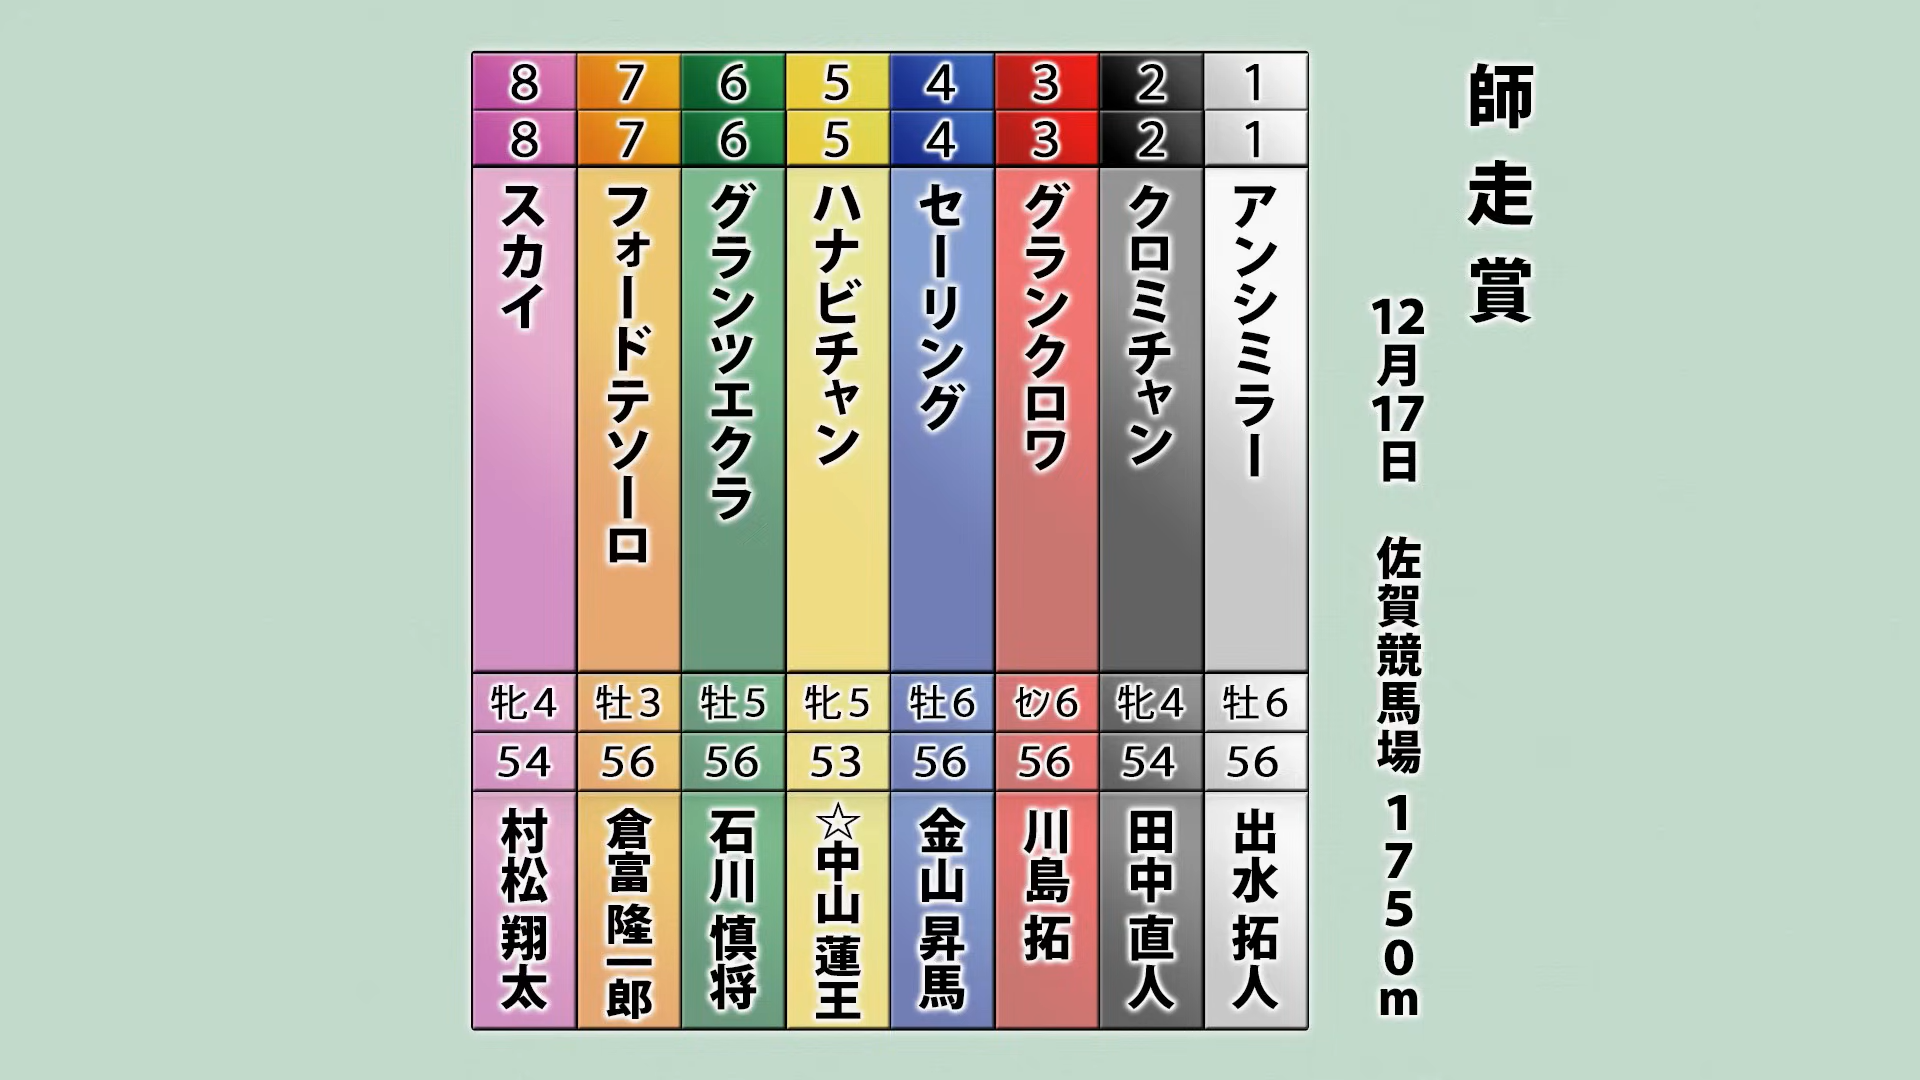 師走賞
12月17日 佐賀競馬場 1750m
1
1
アンシミラー
牡6
56
出水 拓人
2
2
クロミチャン
牝4
54
田中 直人
3
3
グランクロワ
ｾﾝ6
56
川島 拓
4
4
セーリング
牡6
56
金山 昇馬
5
5
ハナビチャン
牝5
53
☆中山 蓮王
6
6
グランツエクラ
牡5
56
石川 慎将
7
7
フォードテソーロ
牡3
56
倉富 隆一郎
8
8
スカイ
牝4
54
村松 翔太